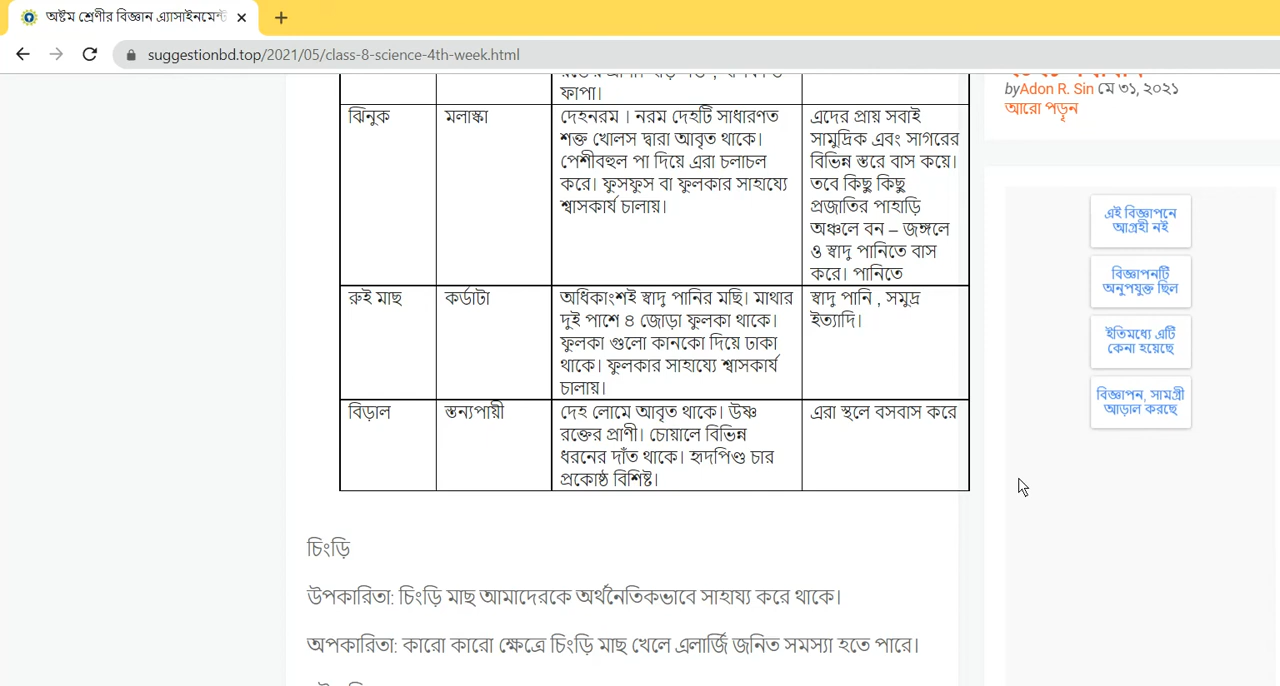 অষ্টম শ্রেণীর বিজ্ঞান এ্যাসাইনমেন্ট
suggestionbd.top/2021/05/class-8-science-4th-week.html
ফাপা।
ঝিনুক
মলাস্কা
দেহনরম । নরম দেহটি সাধারণত
শক্ত খোলস দ্বারা আবৃত থাকে।
পেশীবহুল পা দিয়ে এরা চলাচল
করে। ফুসফুস বা ফুলকার সাহায্যে
শ্বাসকার্য চালায়।
এদের প্রায় সবাই
সামুদ্রিক এবং সাগরের
বিভিন্ন স্তরে বাস কয়ে।
তবে কিছু কিছু
প্রজাতির পাহাড়ি
অঞ্চলে বন – জঙ্গলে
ও স্বাদু পানিতে বাস
করে। পানিতে
রুই মাছ
কর্ডাটা
অধিকাংশই স্বাদু পানির মছি। মাথার
দুই পাশে ৪ জোড়া ফুলকা থাকে।
ফুলকা গুলো কানকো দিয়ে ঢাকা
থাকে। ফুলকার সাহায্যে শ্বাসকার্য
চালায়।
স্বাদু পানি , সমুদ্র
ইত্যাদি।
বিড়াল
স্তন্যপায়ী
দেহ লোমে আবৃত থাকে। উষ্ণ
রক্তের প্রাণী। চোয়ালে বিভিন্ন
ধরনের দাঁত থাকে। হৃদপিণ্ড চার
প্রকোষ্ঠ বিশিষ্ট।
এরা স্থলে বসবাস করে
চিংড়ি
উপকারিতা: চিংড়ি মাছ আমাদেরকে অর্থনৈতিকভাবে সাহায্য করে থাকে।
অপকারিতা: কারো কারো ক্ষেত্রে চিংড়ি মাছ খেলে এলার্জি জনিত সমস্যা হতে পারে।
byAdon R. Sin মে ৩১, ২০২১
আরো পড়ুন
এই বিজ্ঞাপনে
আগ্রহী নই
বিজ্ঞাপনটি
অনুপযুক্ত ছিল
ইতিমধ্যে এটি
কেনা হয়েছে
বিজ্ঞাপন, সামগ্রী
আড়াল করছে